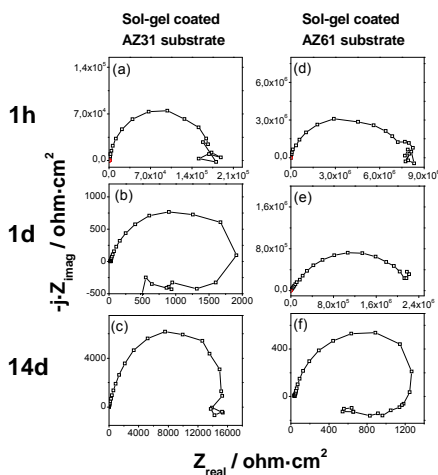 Sol-gel coated AZ31 substrate
Sol-gel coated AZ61 substrate
1h
1d
14d
-j·Z_imag / ohm·cm²
Z_real / ohm·cm²
(a)
1,4x10⁵
7,0x10⁴
0,0
0,0 7,0x10⁴ 1,4x10⁵ 2,1x10⁵
(d)
6,0x10⁶
3,0x10⁶
0,0
0,0 3,0x10⁶ 6,0x10⁶ 9,0x10⁶
(b)
1000
500
0
-500
0 500 1000 1500 2000
(e)
1,6x10⁶
8,0x10⁵
0,0
0,0 8,0x10⁵ 1,6x10⁶ 2,4x10⁶
(c)
4000
0
0 4000 8000 12000 16000
(f)
600
400
200
0
-200
0 400 800 1200